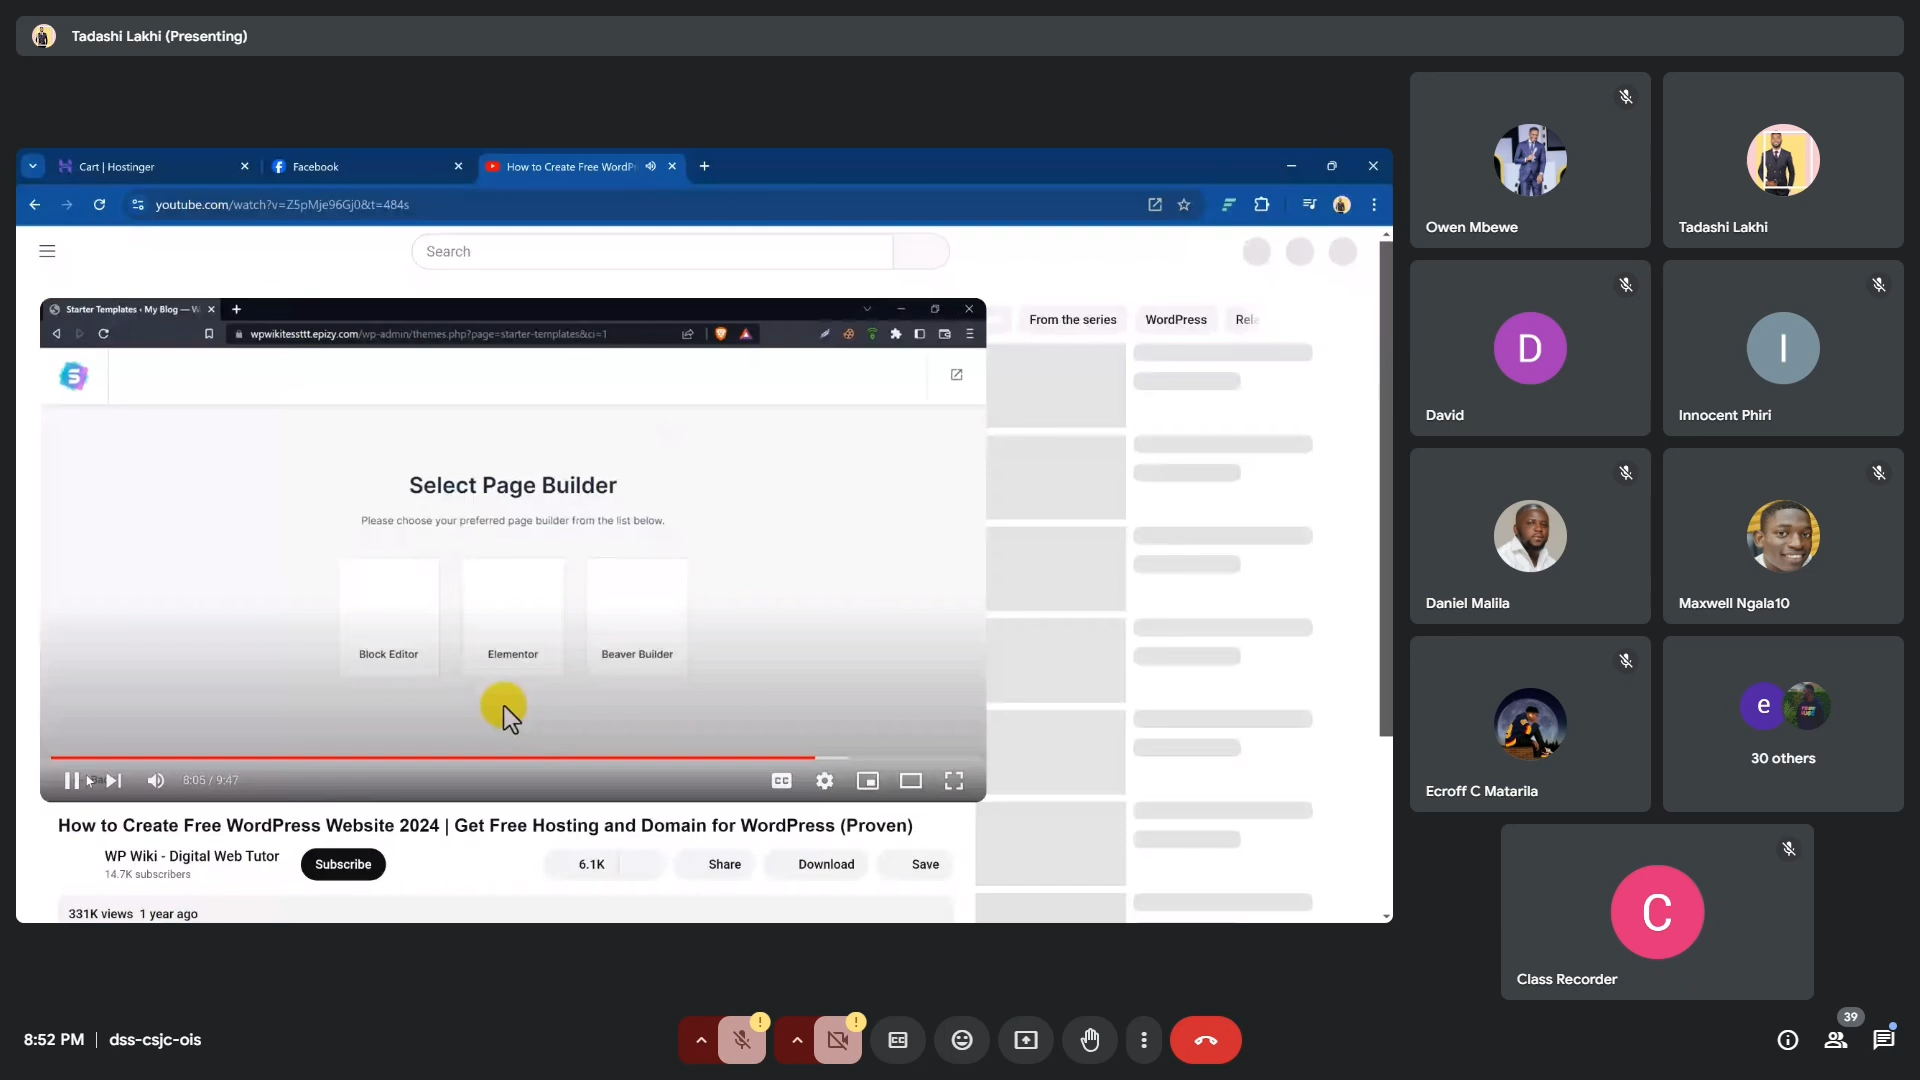 Tadashi Lakhi (Presenting)
Cart | Hostinger
Facebook
How to Create Free WordP
youtube.com/watch?v=Z5pMje96Gj0&t=484s
Search
Starter Templates ‹ My Blog — W
wpwikitessttt.epizy.com/wp-admin/themes.php?page=starter-templates&ci=1
From the series
WordPress
Rela
Select Page Builder
Please choose your preferred page builder from the list below.
Block Editor
Elementor
Beaver Builder
8:05 / 9:47
CC
How to Create Free WordPress Website 2024 | Get Free Hosting and Domain for WordPress (Proven)
WP Wiki - Digital Web Tutor
14.7K subscribers
Subscribe
6.1K
Share
Download
Save
331K views 1 year ago
Owen Mbewe
Tadashi Lakhi
D
David
I
Innocent Phiri
Daniel Malila
Maxwell Ngala10
Ecroff C Matarila
e
30 others
C
Class Recorder
8:52 PM
dss-csjc-ois
39